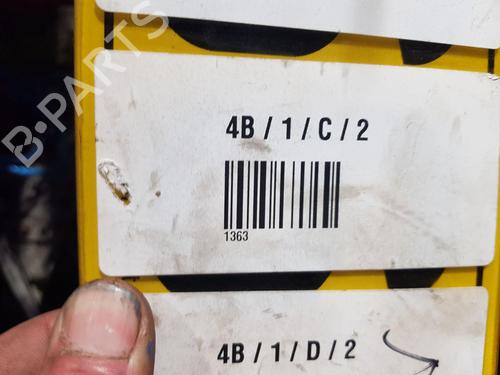 B-PARTS
4B / 1 / C / 2
1363
4B / 1 / D / 2